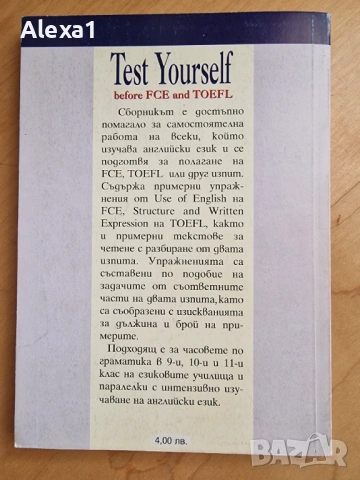 Alexa1
Test Yourself
before FCE and TOEFL
Сборникът е достъпно
помагало за самостоятелна
работа на всеки, който
изучава английски език и се
подготвя за полагане на
FCE, TOEFL или друг изпит.
Съдържа примерни упраж-
нения от Use of English на
FCE, Structure and Written
Expression на TOEFL, както
и примерни текстове за
четене с разбиране от двата
изпита. Упражненията са
съставени по подобие на
задачите от съответните
части на двата изпита, като
са съобразени с изискванията
за дължина и брой на при-
мерите.
Подходящ е за часовете по
граматика в 9-и, 10-и и 11-и
клас на езиковите училища и
паралелки с интензивно изу-
чаване на английски език.
4,00 лв.
BAZAR